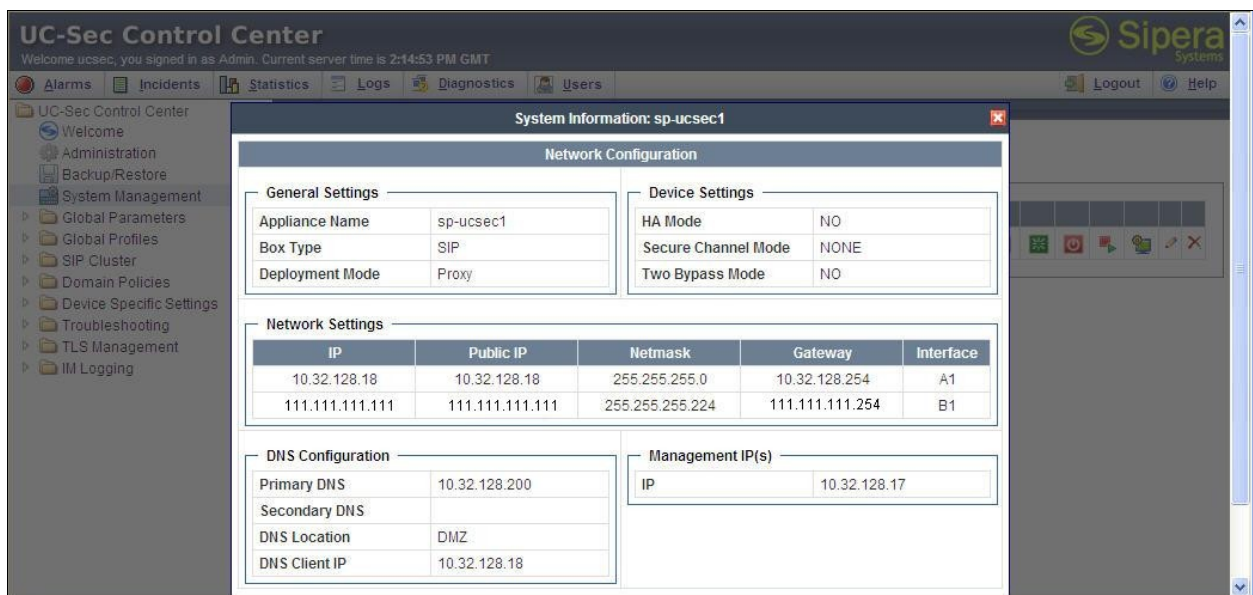 UC-Sec Control Center
Welcome ucsec, you signed in as Admin. Current server time is 2:14:53 PM GMT
Sipera
Systems
Alarms Incidents Statistics Logs Diagnostics Users Logout Help
UC-Sec Control Center
Welcome
Administration
Backup/Restore
System Management
Global Parameters
Global Profiles
SIP Cluster
Domain Policies
Device Specific Settings
Troubleshooting
TLS Management
IM Logging
System Information: sp-ucsec1
Network Configuration
General Settings
Appliance Name sp-ucsec1
Box Type SIP
Deployment Mode Proxy
Device Settings
HA Mode NO
Secure Channel Mode NONE
Two Bypass Mode NO
Network Settings
IP Public IP Netmask Gateway Interface
10.32.128.18 10.32.128.18 255.255.255.0 10.32.128.254 A1
111.111.111.111 111.111.111.111 255.255.255.224 111.111.111.254 B1
DNS Configuration
Primary DNS 10.32.128.200
Secondary DNS
DNS Location DMZ
DNS Client IP 10.32.128.18
Management IP(s)
IP 10.32.128.17